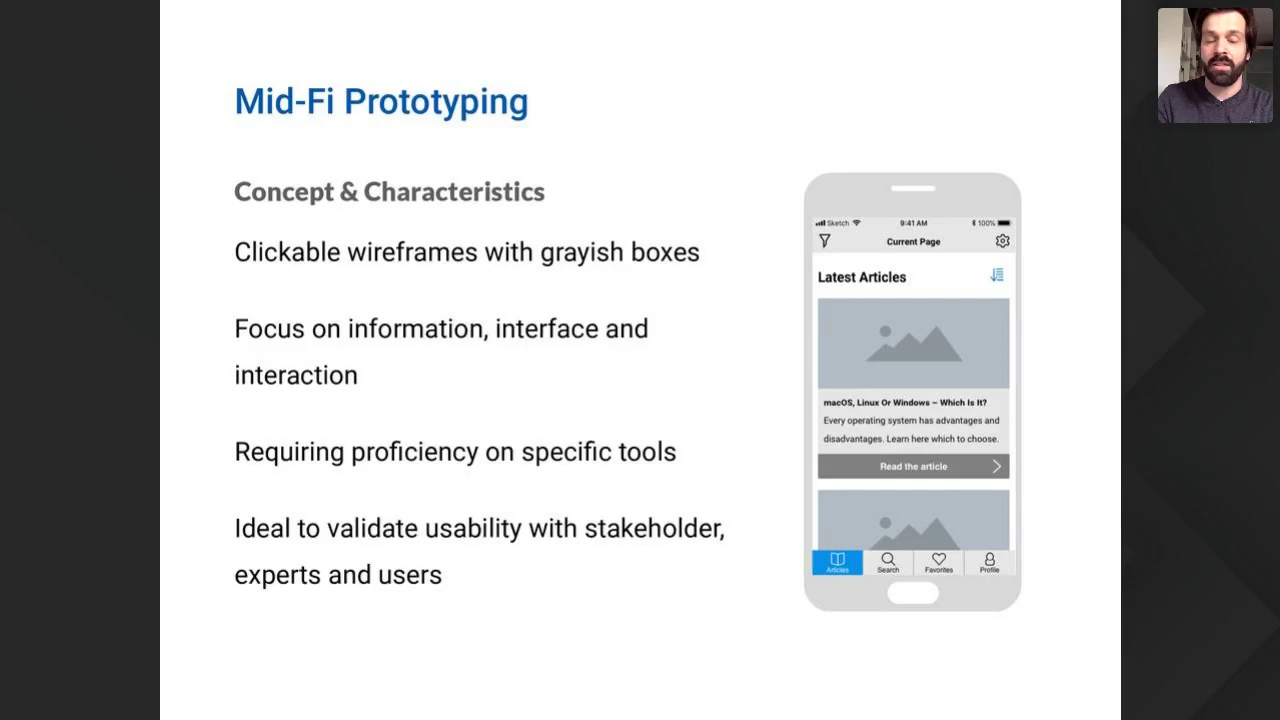 Mid-Fi Prototyping
Concept & Characteristics
Clickable wireframes with grayish boxes
Focus on information, interface and
interaction
Requiring proficiency on specific tools
Ideal to validate usability with stakeholder,
experts and users
Sketch 9:41 AM 100%
Current Page
Latest Articles
macOS, Linux Or Windows – Which Is It?
Every operating system has advantages and
disadvantages. Learn here which to choose.
Read the article
Articles Search Favorites Profile